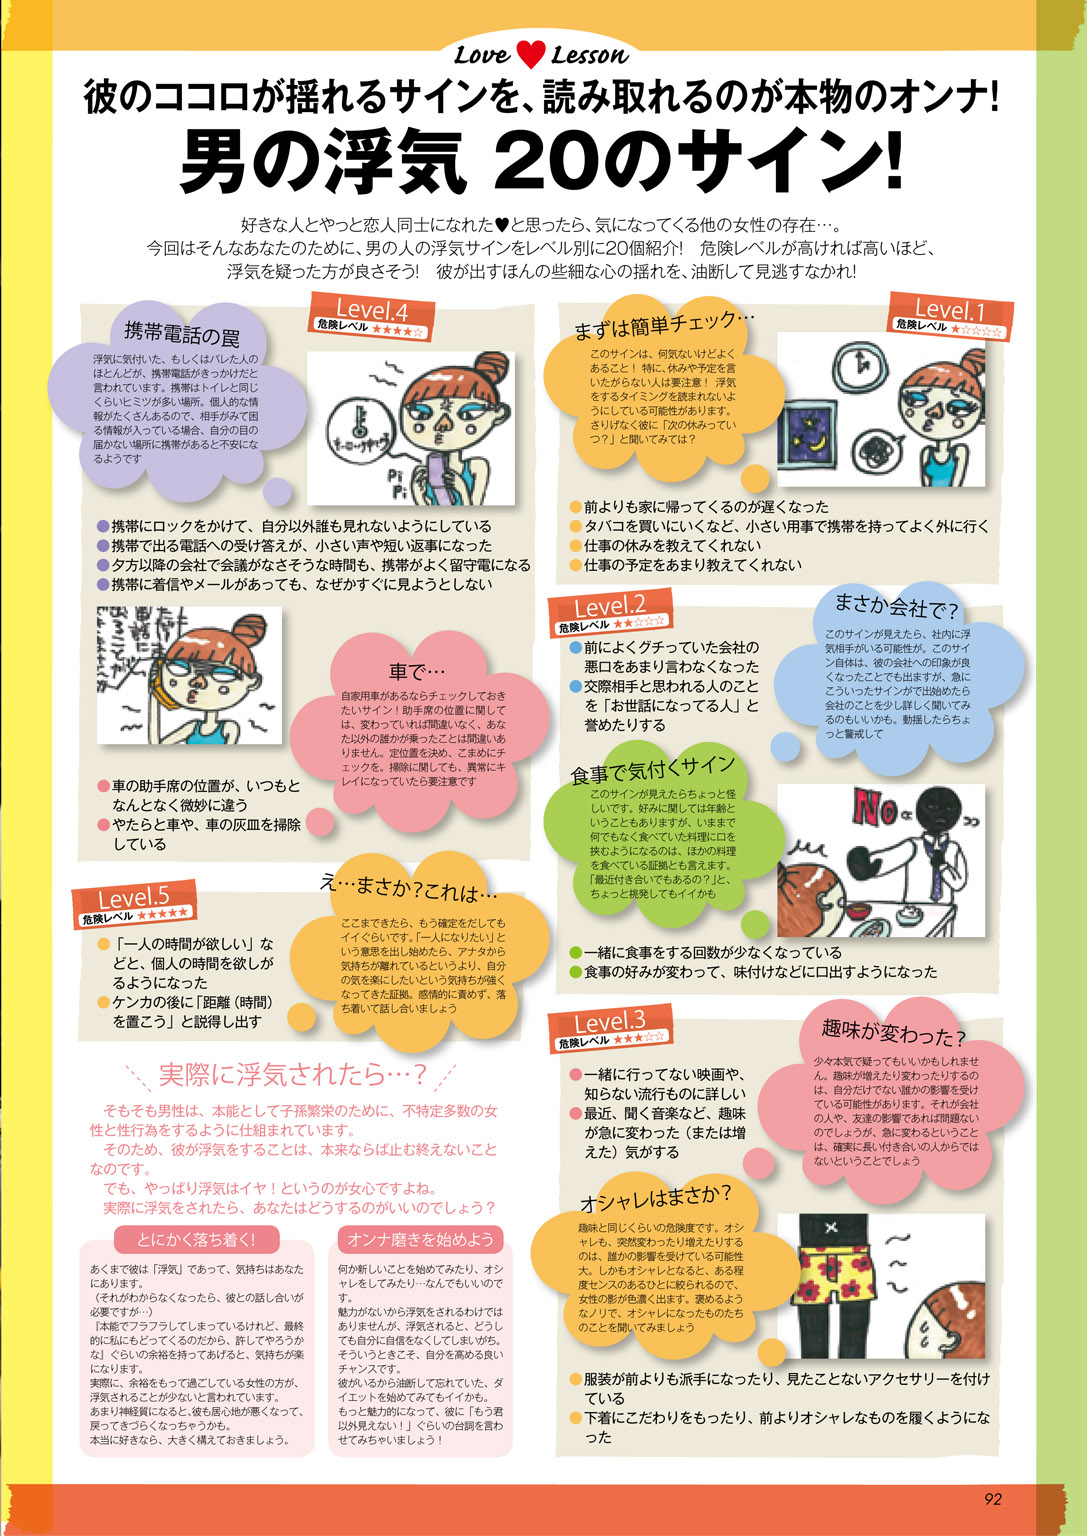 Love Lesson
彼のココロが揺れるサインを、読み取れるのが本物のオンナ!
男の浮気 20のサイン!
好きな人とやっと恋人同士になれた♥と思ったら、気になってくる他の女性の存在…。
今回はそんなあなたのために、男の人の浮気サインをレベル別に20個紹介!　危険レベルが高ければ高いほど、
浮気を疑った方が良さそう!　彼が出すほんの些細な心の揺れを、油断して見逃すなかれ!
Level.1
危険レベル ★☆☆☆☆
まずは簡単チェック…
このサインは、何気ないけどよく
あること！ 特に、休みや予定を言
いたがらない人は要注意！ 浮気
をするタイミングを読まれないよ
うにしている可能性があります。
さりげなく彼に「次の休みってい
つ？」と聞いてみては？
●前よりも家に帰ってくるのが遅くなった
●タバコを買いにいくなど、小さい用事で携帯を持ってよく外に行く
●仕事の休みを教えてくれない
●仕事の予定をあまり教えてくれない
Level.2
危険レベル ★★☆☆☆
まさか会社で？
このサインが見えたら、社内に浮
気相手がいる可能性が。このサイ
ン自体は、彼の会社への印象が良
くなったことでも出ますが、急に
こういったサインがで出始めたら
会社のことを少し詳しく聞いてみ
るのもいいかも。動揺したらちょ
っと警戒して
●前によくグチっていた会社の
悪口をあまり言わなくなった
●交際相手と思われる人のこと
を「お世話になってる人」と
誉めたりする
食事で気付くサイン
このサインが見えたらちょっと怪
しいです。好みに関しては年齢と
いうこともありますが、いままで
何でもなく食べていた料理に口を
挟むようになるのは、ほかの料理
を食べている証拠とも言えます。
「最近付き合いでもあるの？」と、
ちょっと挑発してもイイかも
No
●一緒に食事をする回数が少なくなっている
●食事の好みが変わって、味付けなどに口出すようになった
Level.3
危険レベル ★★★☆☆
趣味が変わった？
少々本気で疑ってもいいかもしれませ
ん。趣味が増えたり変わったりするの
は、自分だけでない誰かの影響を受け
ている可能性があります。それが会社
の人や、友達の影響であれば問題ない
のでしょうが、急に変わるということ
は、確実に長い付き合いの人からでは
ないということでしょう
●一緒に行ってない映画や、
知らない流行ものに詳しい
●最近、聞く音楽など、趣味
が急に変わった（または増
えた）気がする
オシャレはまさか？
趣味と同じくらいの危険度です。オシ
ャレも、突然変わったり増えたりする
のは、誰かの影響を受けている可能性
大。しかもオシャレとなると、ある程
度センスのあるひとに絞られるので、
女性の影が色濃く出ます。褒めるよう
なノリで、オシャレになったものたち
のことを聞いてみましょう
●服装が前よりも派手になったり、見たことないアクセサリーを付け
ている
●下着にこだわりをもったり、前よりオシャレなものを履くようにな
った
Level.4
危険レベル ★★★★☆
携帯電話の罠
浮気に気付いた、もしくはバレた人の
ほとんどが、携帯電話がきっかけだと
言われています。携帯はトイレと同じ
くらいヒミツが多い場所。個人的な情
報がたくさんあるので、相手がみて困
る情報が入っている場合、自分の目の
届かない場所に携帯があると不安にな
るようです
Pi
Pi
●携帯にロックをかけて、自分以外誰も見れないようにしている
●携帯で出る電話への受け答えが、小さい声や短い返事になった
●夕方以降の会社で会議がなさそうな時間も、携帯がよく留守電になる
●携帯に着信やメールがあっても、なぜかすぐに見ようとしない
車で…
自家用車があるならチェックしておき
たいサイン！助手席の位置に関して
は、変わっていれば間違いなく、あな
た以外の誰かが乗ったことは間違いあ
りません。定位置を決め、こまめにチ
ェックを。掃除に関しても、異常にキ
レイになっていたら要注意です
●車の助手席の位置が、いつもと
なんとなく微妙に違う
●やたらと車や、車の灰皿を掃除
している
Level.5
危険レベル ★★★★★
え…まさか？これは…
ここまできたら、もう確定をだしても
イイぐらいです。「一人になりたい」と
いう意思を出し始めたら、アナタから
気持ちが離れているというより、自分
の気を楽にしたいという気持ちが強く
なってきた証拠。感情的に責めず、落
ち着いて話し合いましょう
●「一人の時間が欲しい」な
どと、個人の時間を欲しが
るようになった
●ケンカの後に「距離（時間）
を置こう」と説得し出す
実際に浮気されたら…？
そもそも男性は、本能として子孫繁栄のために、不特定多数の女
性と性行為をするように仕組まれています。
そのため、彼が浮気をすることは、本来ならば止む終えないこと
なのです。
でも、やっぱり浮気はイヤ！というのが女心ですよね。
実際に浮気をされたら、あなたはどうするのがいいのでしょう？
とにかく落ち着く!
あくまで彼は「浮気」であって、気持ちはあなた
にあります。
（それがわからなくなったら、彼との話し合いが
必要ですが…）
『本能でフラフラしてしまっているけれど、最終
的に私にもどってくるのだから、許してやろうか
な』ぐらいの余裕を持ってあげると、気持ちが楽
になります。
実際に、余裕をもって過ごしている女性の方が、
浮気されることが少ないと言われています。
あまり神経質になると、彼も居心地が悪くなって、
戻ってきづらくなっちゃうかも。
本当に好きなら、大きく構えておきましょう。
オンナ磨きを始めよう
何か新しいことを始めてみたり、オシ
ャレをしてみたり…なんでもいいので
す。
魅力がないから浮気をされるわけでは
ありませんが、浮気されると、どうし
ても自分に自信をなくしてしまいがち。
そういうときこそ、自分を高める良い
チャンスです。
彼がいるから油断して忘れていた、ダ
イエットを始めてみてもイイかも。
もっと魅力的になって、彼に「もう君
以外見えない！」ぐらいの台詞を言わ
せてみちゃいましょう！
92